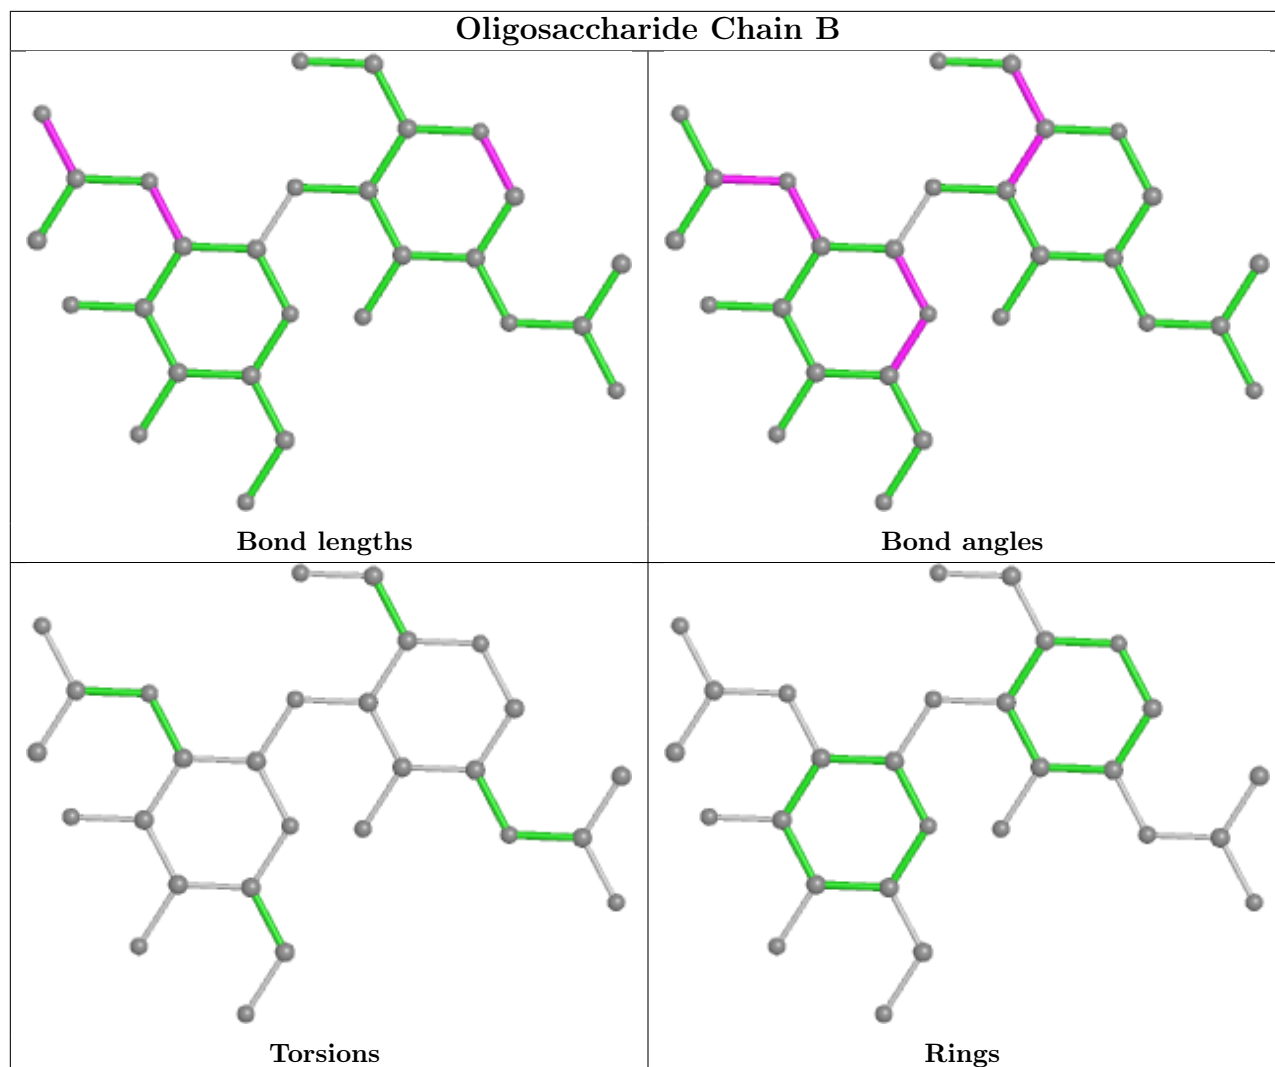 Oligosaccharide Chain B
Bond lengths
Bond angles
Torsions
Rings